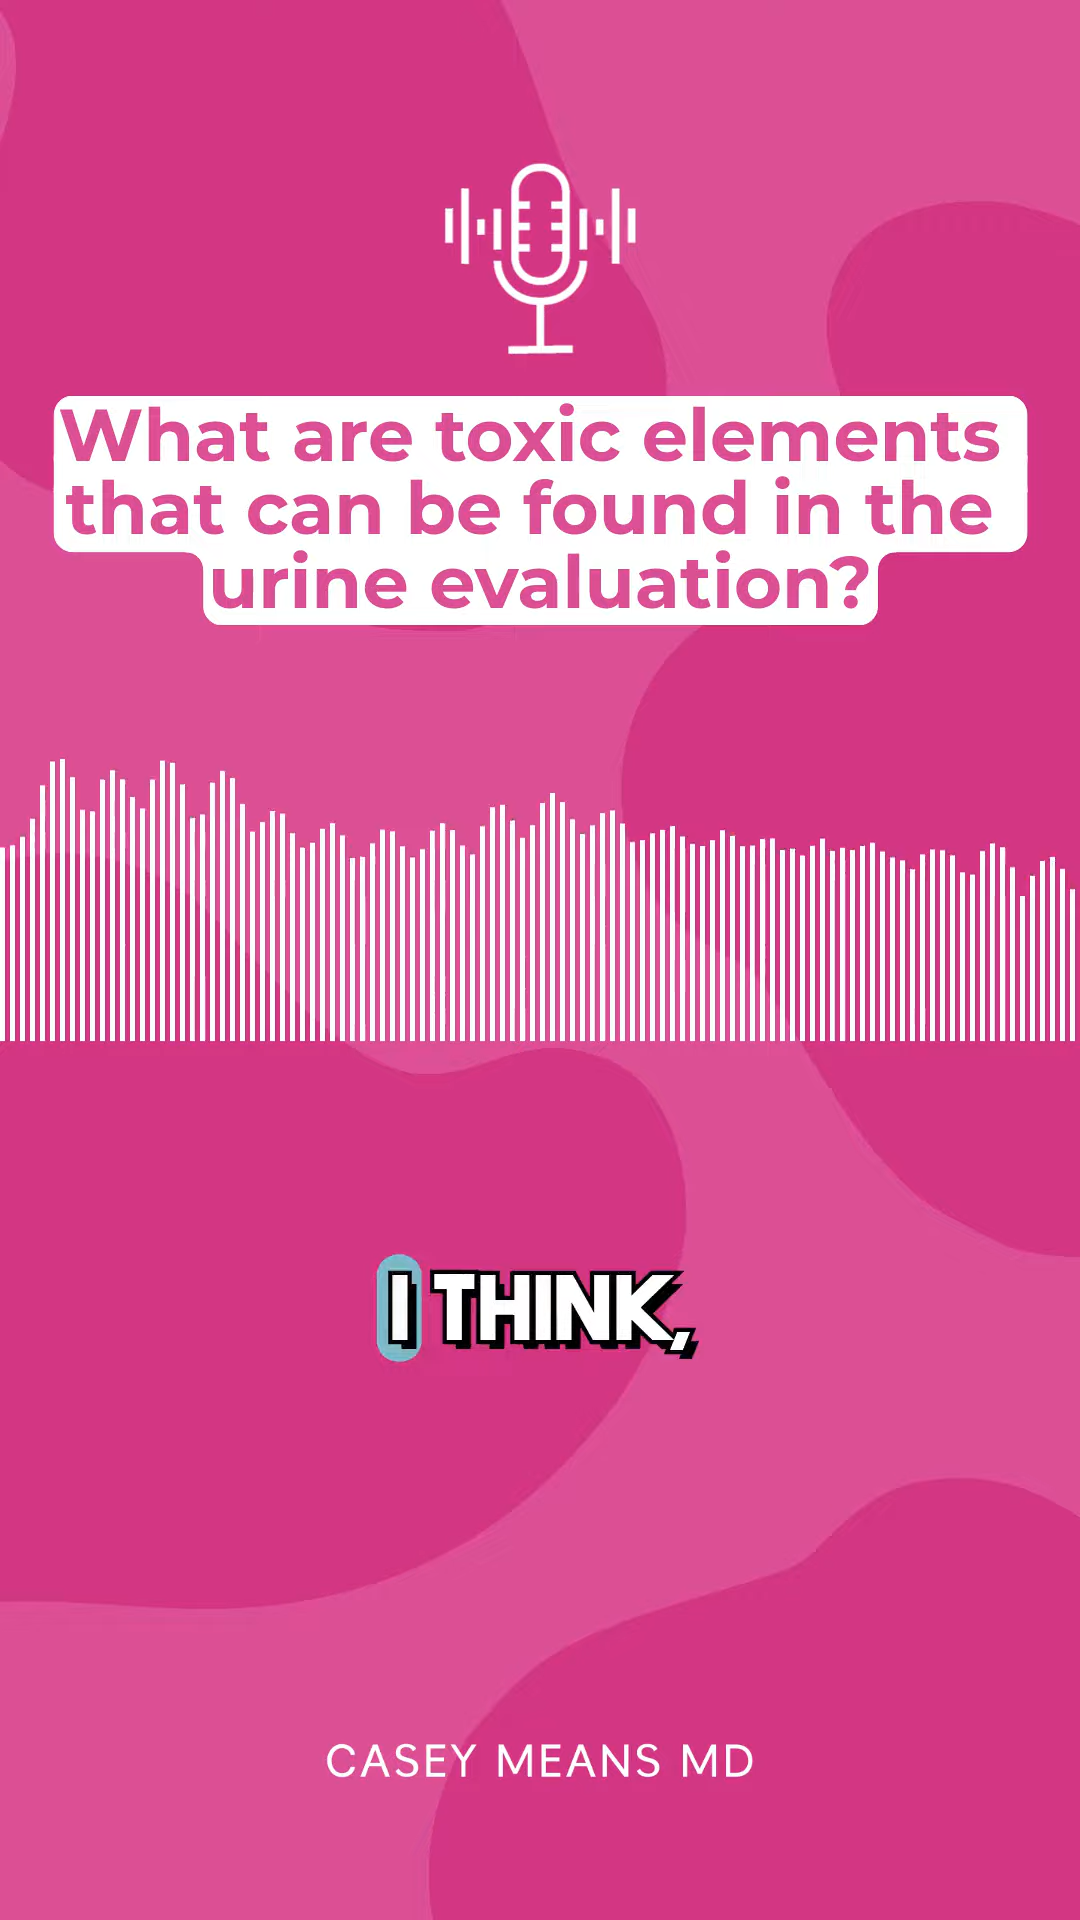 What are toxic elements
that can be found in the
urine evaluation?
I THINK,
CASEY MEANS MD